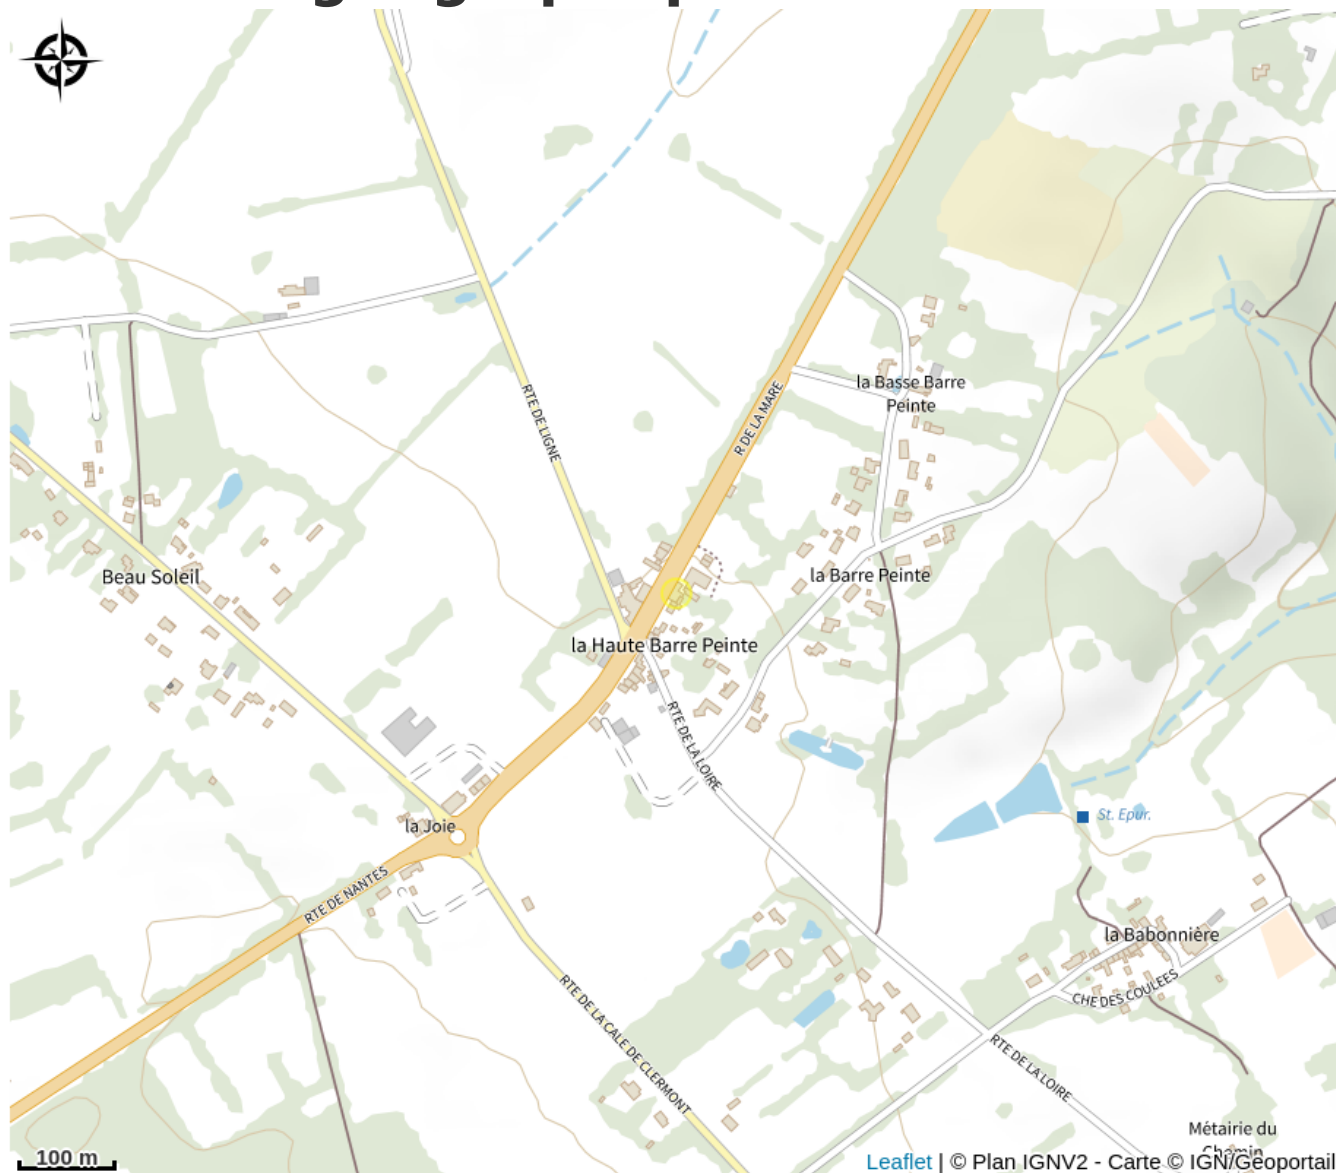 RTE DE LIGNE
R DE LA MARE
la Basse Barre
Peinte
Beau Soleil
la Barre Peinte
la Haute Barre Peinte
RTE DE LA LOIRE
la Joie
St. Epur.
RTE DE NANTES
la Babonnière
CHE DES COULEES
RTE DE LA CALE DE CLERMONT
RTE DE LA LOIRE
Métairie du
Chemin
100 m
Leaflet | © Plan IGNV2 - Carte © IGN/Géoportail